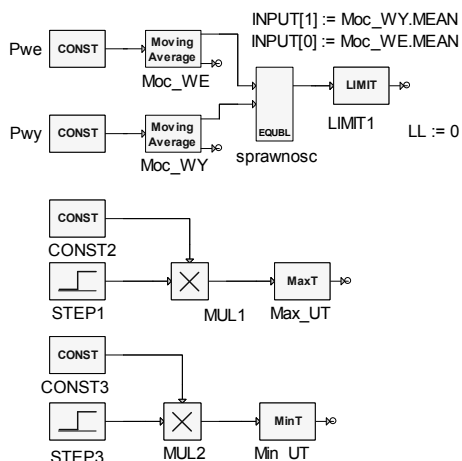 INPUT[1] := Moc_WY.MEAN
INPUT[0] := Moc_WE.MEAN
Pwe
CONST
Moving
Average
Moc_WE
LIMIT
LIMIT1
LL := 0
Pwy
CONST
Moving
Average
Moc_WY
EQUBL
sprawnosc
CONST
CONST2
STEP1
MUL1
MaxT
Max_UT
CONST
CONST3
STEP3
MUL2
MinT
Min_UT